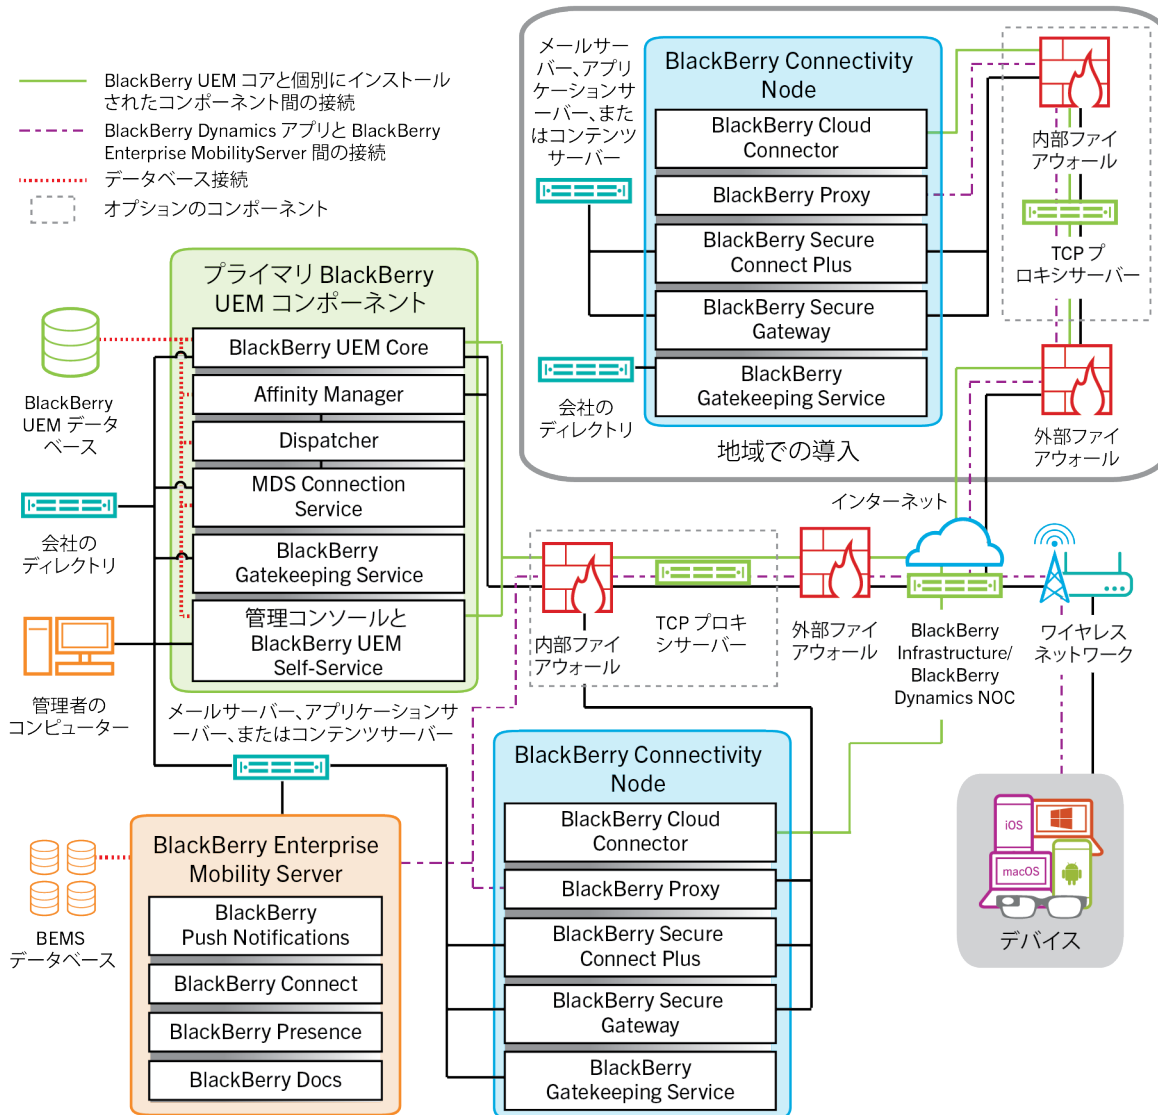 BlackBerry UEM コアと個別にインストール
されたコンポーネント間の接続
BlackBerry Dynamics アプリと BlackBerry
Enterprise MobilityServer 間の接続
データベース接続
オプションのコンポーネント
メールサー
バー、アプリ
ケーションサ
ーバー、また
はコンテンツ
サーバー
BlackBerry Connectivity
Node
BlackBerry Cloud
Connector
BlackBerry Proxy
BlackBerry Secure
Connect Plus
BlackBerry Secure
Gateway
BlackBerry
Gatekeeping Service
会社の
ディレクトリ
地域での導入
内部ファイ
アウォール
TCP プ
ロキシサーバー
外部ファイ
アウォール
プライマリ BlackBerry
UEM コンポーネント
BlackBerry UEM Core
Affinity Manager
Dispatcher
MDS Connection
Service
BlackBerry
Gatekeeping Service
管理コンソールと
BlackBerry UEM
Self-Service
BlackBerry
UEM データ
ベース
会社の
ディレクトリ
管理者の
コンピューター
インターネット
内部ファイ
アウォール
TCP プロキ
シサーバー
外部ファイ
アウォール
BlackBerry
Infrastructure/
BlackBerry
Dynamics NOC
ワイヤレス
ネットワーク
メールサーバー、アプリケーションサ
ーバー、またはコンテンツサーバー
BlackBerry Enterprise
Mobility Server
BlackBerry
Push Notifications
BlackBerry Connect
BlackBerry Presence
BlackBerry Docs
BEMS
データベース
BlackBerry Connectivity
Node
BlackBerry Cloud
Connector
BlackBerry Proxy
BlackBerry Secure
Connect Plus
BlackBerry Secure
Gateway
BlackBerry
Gatekeeping Service
iOS
macOS
デバイス